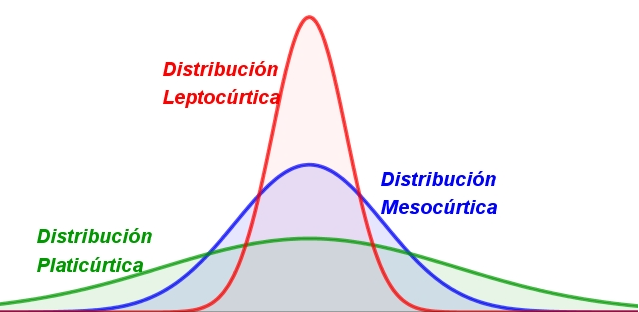 Distribución
Leptocúrtica
Distribución
Mesocúrtica
Distribución
Platicúrtica